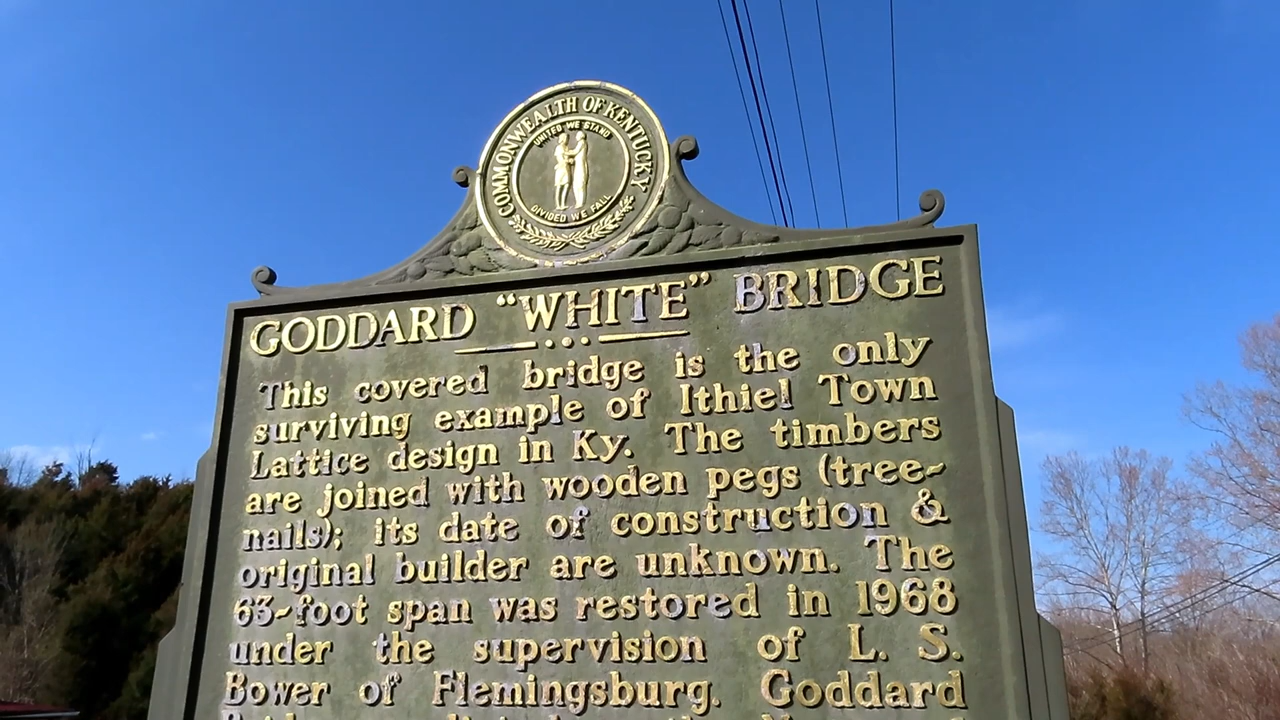 COMMONWEALTH OF KENTUCKY
UNITED WE STAND
DIVIDED WE FALL
GODDARD "WHITE" BRIDGE
This covered bridge is the only
surviving example of Ithiel Town
Lattice design in Ky. The timbers
are joined with wooden pegs (tree-
nails); its date of construction &
original builder are unknown. The
63-foot span was restored in 1968
under the supervision of L. S.
Bower of Flemingsburg. Goddard